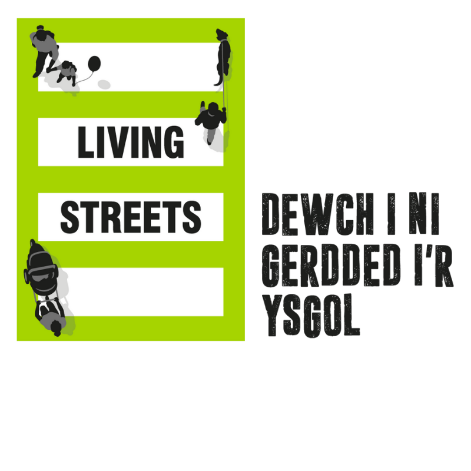 LIVING
STREETS
DEWCH I NI
GERDDED I'R
YSGOL